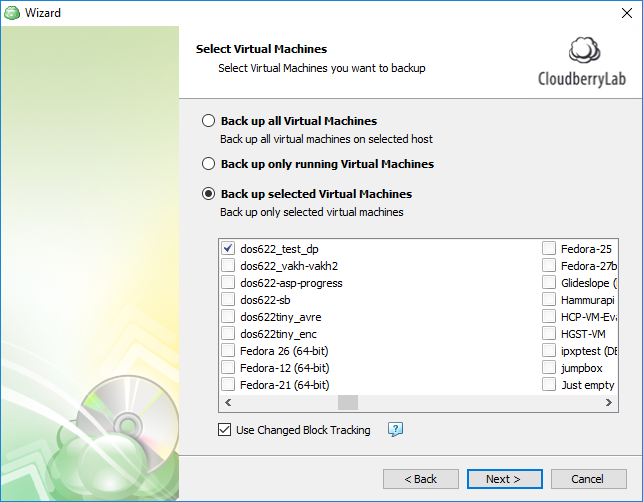 Wizard
Select Virtual Machines
Select Virtual Machines you want to backup
CloudberryLab
Back up all Virtual Machines
Back up all virtual machines on selected host
Back up only running Virtual Machines
Back up selected Virtual Machines
Back up only selected virtual machines
dos622_test_dp
dos622_vakh-vakh2
dos622-asp-progress
dos622-sb
dos622tiny_avre
dos622tiny_enc
Fedora 26 (64-bit)
Fedora-12 (64-bit)
Fedora-21 (64-bit)
Fedora-25
Fedora-27b
Glideslope (
Hammurapi
HCP-VM-Eva
HGST-VM
ipxptest (DE
jumpbox
Just empty
Use Changed Block Tracking
?
< Back
Next >
Cancel